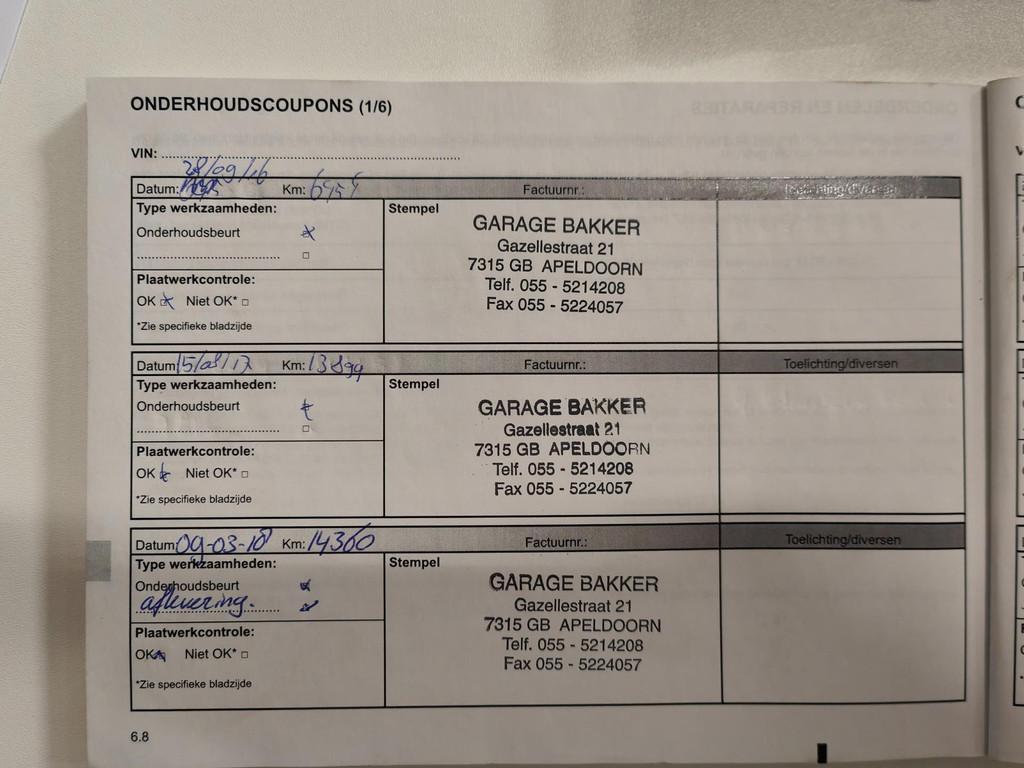 ONDERHOUDSCOUPONS (1/6)
VIN:
28/09/16
Datum: Km: 6454 Factuurnr.: Toelichting/diversen
Type werkzaamheden: Stempel
Onderhoudsbeurt
Plaatwerkcontrole:
OK Niet OK*
*Zie specifieke bladzijde
GARAGE BAKKER
Gazellestraat 21
7315 GB APELDOORN
Telf. 055 - 5214208
Fax 055 - 5224057
Datum 15/08/17 Km: 13899 Factuurnr.: Toelichting/diversen
Type werkzaamheden: Stempel
Onderhoudsbeurt
Plaatwerkcontrole:
OK Niet OK*
*Zie specifieke bladzijde
GARAGE BAKKER
Gazellestraat 21
7315 GB APELDOORN
Telf. 055 - 5214208
Fax 055 - 5224057
Datum: 09-03-18 Km: 14360 Factuurnr.: Toelichting/diversen
Type werkzaamheden: Stempel
Onderhoudsbeurt
aflevering.
Plaatwerkcontrole:
OK Niet OK*
*Zie specifieke bladzijde
GARAGE BAKKER
Gazellestraat 21
7315 GB APELDOORN
Telf. 055 - 5214208
Fax 055 - 5224057
6.8